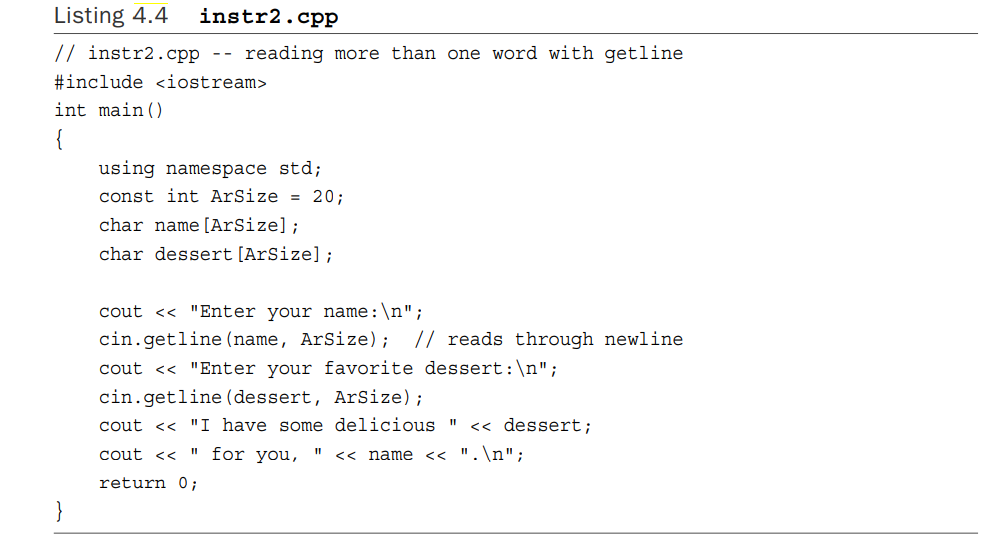 Listing 4.4 instr2.cpp
// instr2.cpp -- reading more than one word with getline
#include <iostream>
int main()
{
    using namespace std;
    const int ArSize = 20;
    char name[ArSize];
    char dessert[ArSize];

    cout << "Enter your name:\n";
    cin.getline(name, ArSize);  // reads through newline
    cout << "Enter your favorite dessert:\n";
    cin.getline(dessert, ArSize);
    cout << "I have some delicious " << dessert;
    cout << " for you, " << name << ".\n";
    return 0;
}